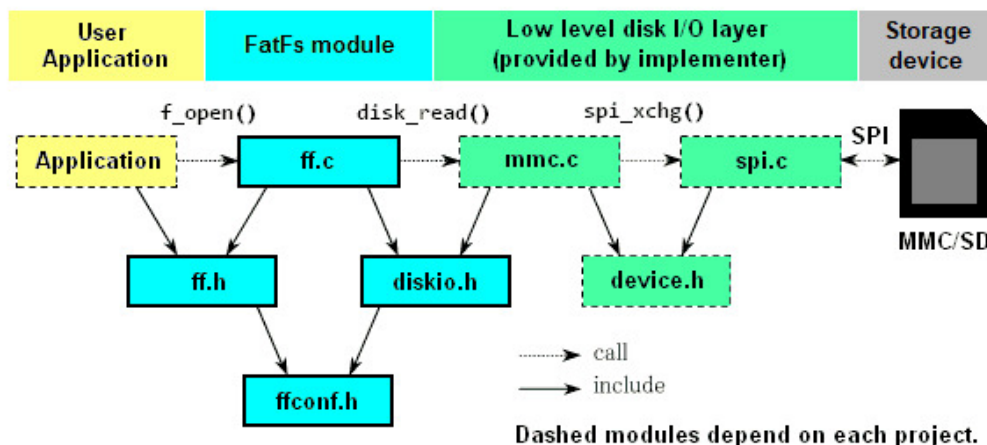 User
Application
FatFs module
Low level disk I/O layer
(provided by implementer)
Storage
device
f_open()
disk_read()
spi_xchg()
SPI
Application
ff.c
mmc.c
spi.c
MMC/SD
ff.h
diskio.h
device.h
call
include
ffconf.h
Dashed modules depend on each project.